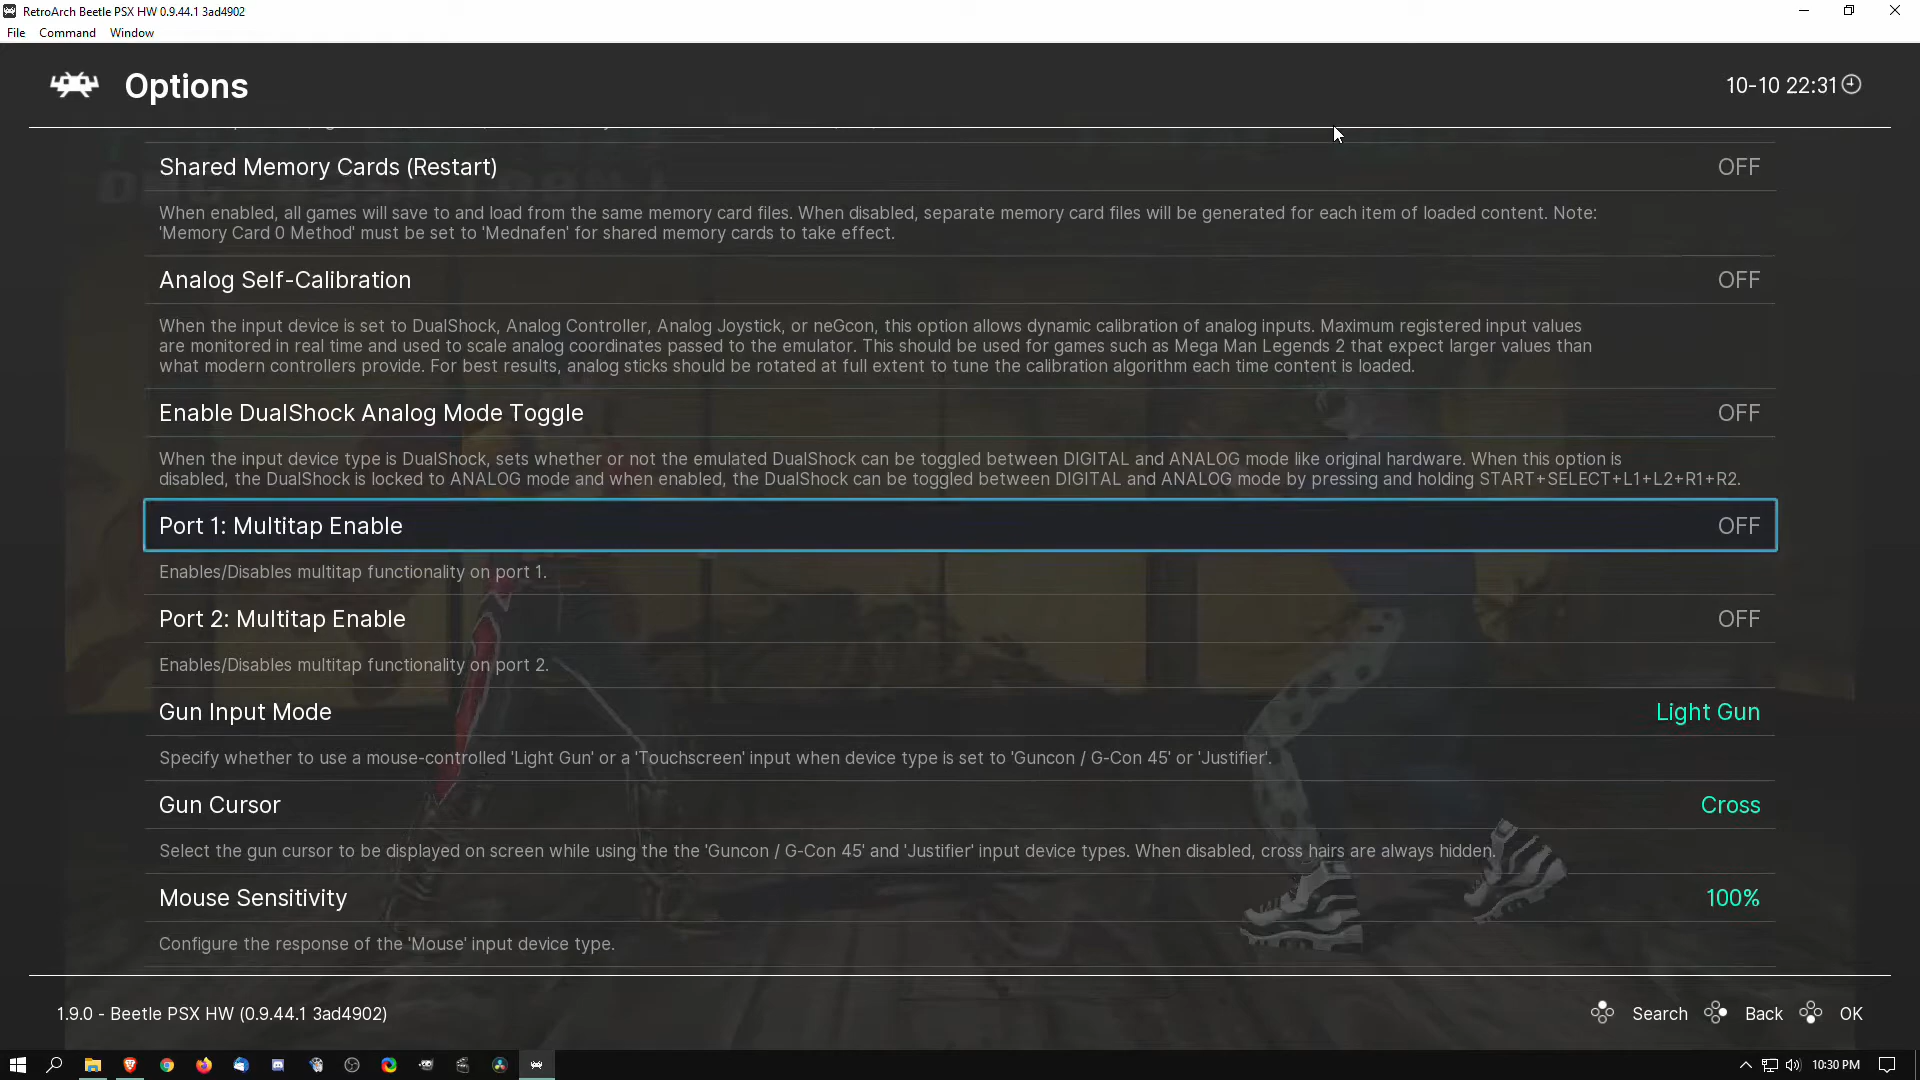 RetroArch Beetle PSX HW 0.9.44.1 3ad4902
File Command Window
Options
10-10 22:31
Shared Memory Cards (Restart) OFF
When enabled, all games will save to and load from the same memory card files. When disabled, separate memory card files will be generated for each item of loaded content. Note:
'Memory Card 0 Method' must be set to 'Mednafen' for shared memory cards to take effect.
Analog Self-Calibration OFF
When the input device is set to DualShock, Analog Controller, Analog Joystick, or neGcon, this option allows dynamic calibration of analog inputs. Maximum registered input values
are monitored in real time and used to scale analog coordinates passed to the emulator. This should be used for games such as Mega Man Legends 2 that expect larger values than
what modern controllers provide. For best results, analog sticks should be rotated at full extent to tune the calibration algorithm each time content is loaded.
Enable DualShock Analog Mode Toggle OFF
When the input device type is DualShock, sets whether or not the emulated DualShock can be toggled between DIGITAL and ANALOG mode like original hardware. When this option is
disabled, the DualShock is locked to ANALOG mode and when enabled, the DualShock can be toggled between DIGITAL and ANALOG mode by pressing and holding START+SELECT+L1+L2+R1+R2.
Port 1: Multitap Enable OFF
Enables/Disables multitap functionality on port 1.
Port 2: Multitap Enable OFF
Enables/Disables multitap functionality on port 2.
Gun Input Mode Light Gun
Specify whether to use a mouse-controlled 'Light Gun' or a 'Touchscreen' input when device type is set to 'Guncon / G-Con 45' or 'Justifier'.
Gun Cursor Cross
Select the gun cursor to be displayed on screen while using the the 'Guncon / G-Con 45' and 'Justifier' input device types. When disabled, cross hairs are always hidden.
Mouse Sensitivity 100%
Configure the response of the 'Mouse' input device type.
1.9.0 - Beetle PSX HW (0.9.44.1 3ad4902)
Search Back OK
10:30 PM